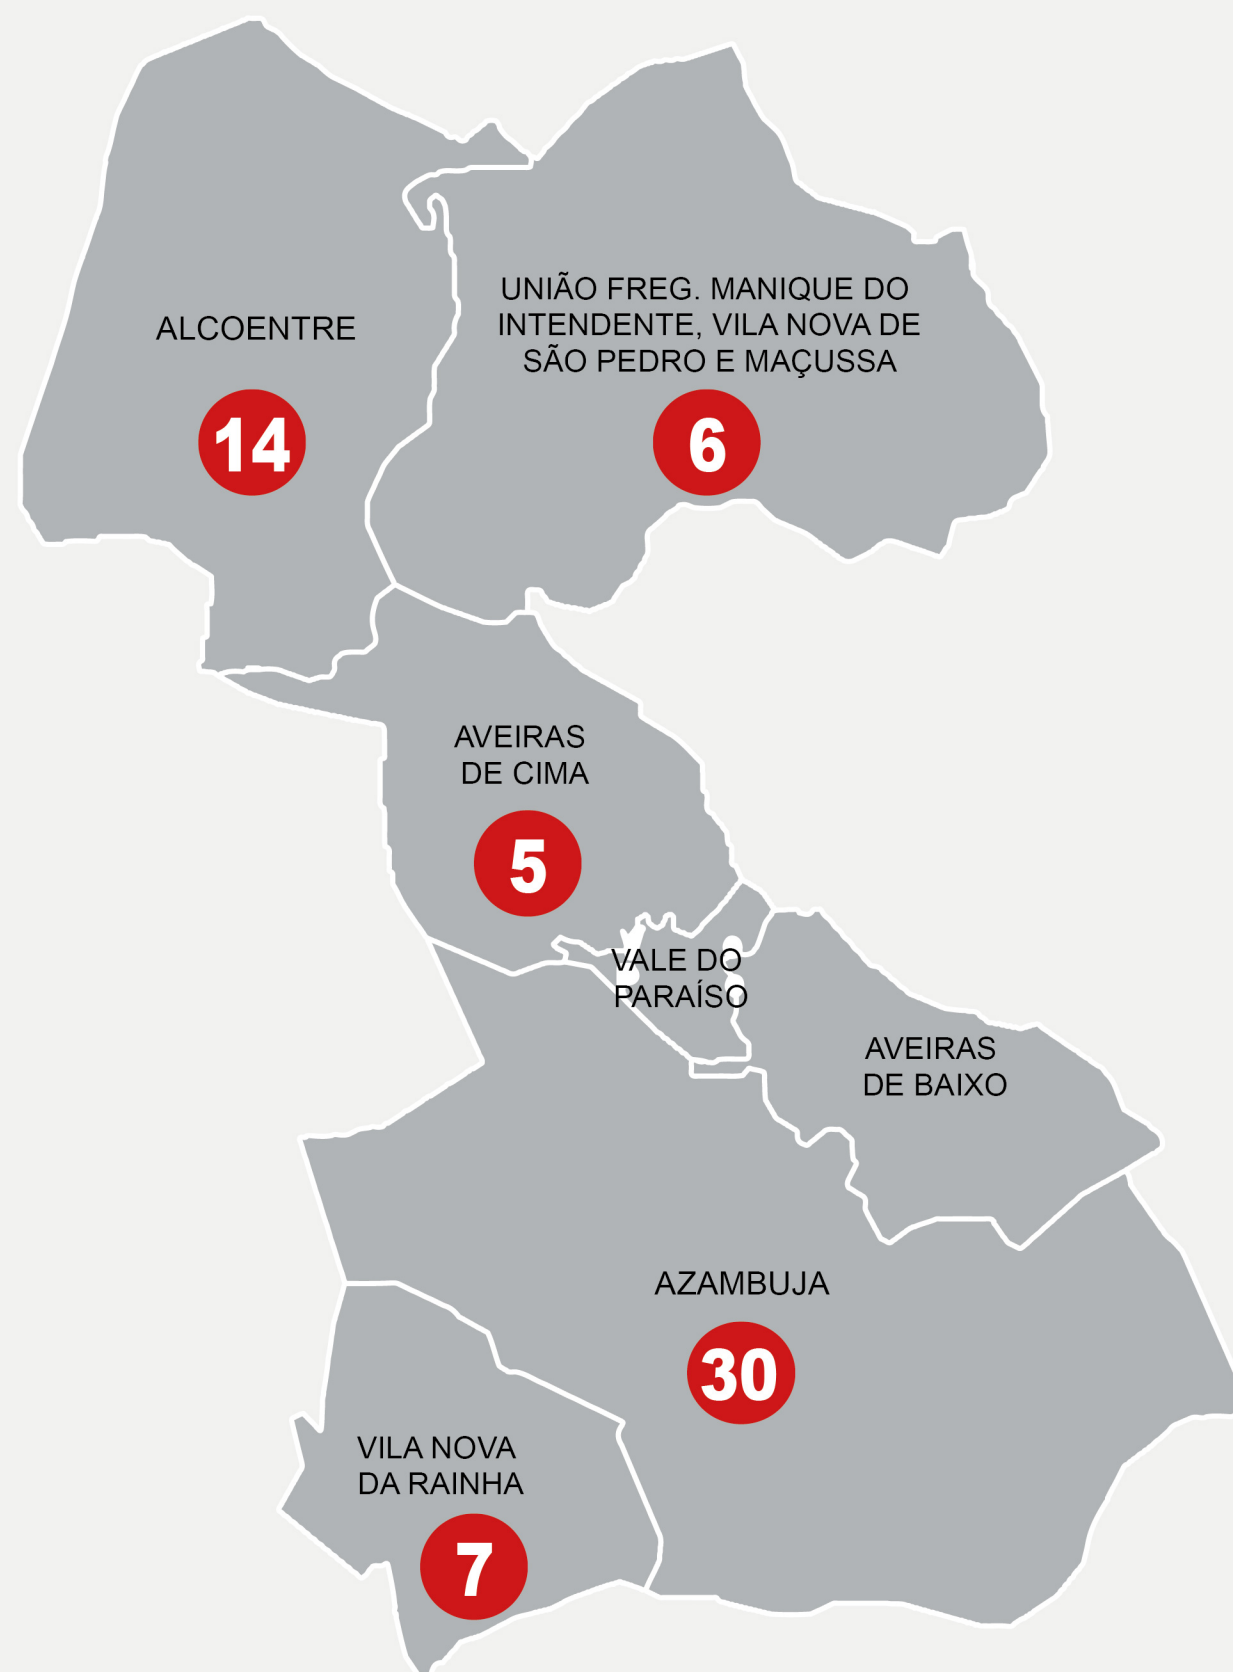 ALCOENTRE
14
UNIÃO FREG. MANIQUE DO
INTENDENTE, VILA NOVA DE
SÃO PEDRO E MAÇUSSA
6
AVEIRAS
DE CIMA
5
VALE DO
PARAÍSO
AVEIRAS
DE BAIXO
AZAMBUJA
30
VILA NOVA
DA RAINHA
7